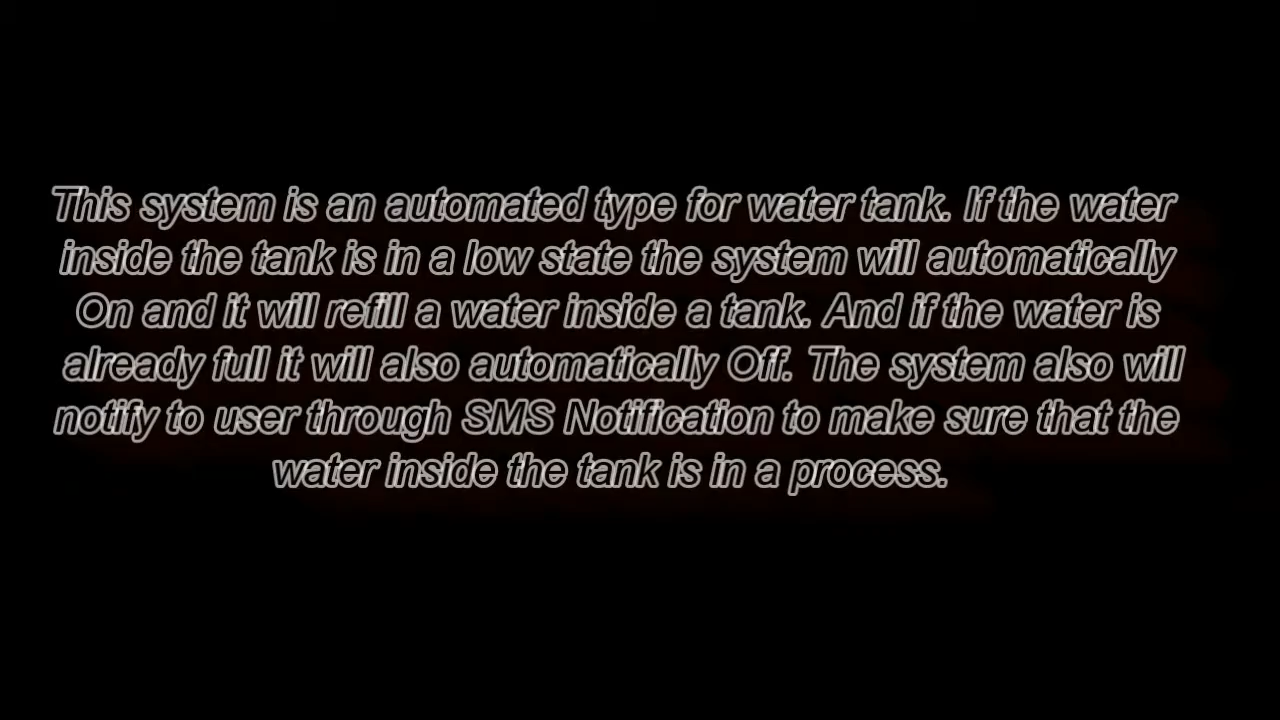 This system is an automated type for water tank. If the water
inside the tank is in a low state the system will automatically
On and it will refill a water inside a tank. And if the water is
already full it will also automatically Off. The system also will
notify to user through SMS Notification to make sure that the
water inside the tank is in a process.